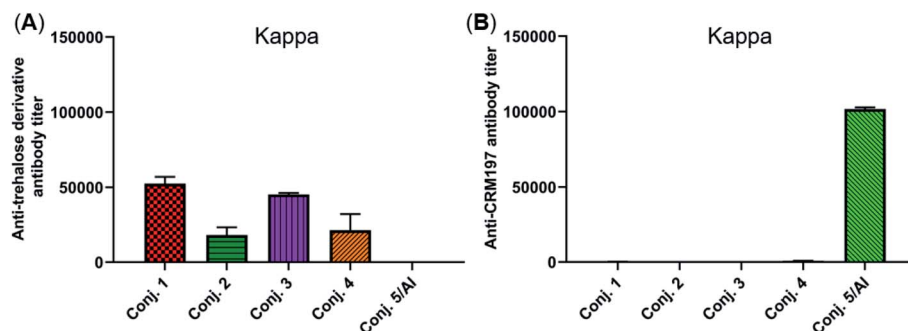 (A)
Kappa
Anti-trehalose derivative
antibody titer
150000
100000
50000
0
Conj. 1
Conj. 2
Conj. 3
Conj. 4
Conj. 5/Al
(B)
Kappa
Anti-CRM197 antibody titer
150000
100000
50000
0
Conj. 1
Conj. 2
Conj. 3
Conj. 4
Conj. 5/Al